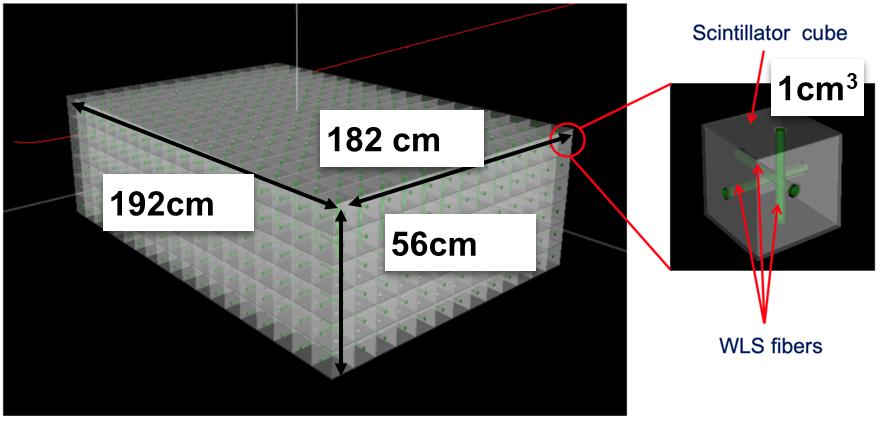 Scintillator cube
1cm³
182 cm
192cm
56cm
WLS fibers